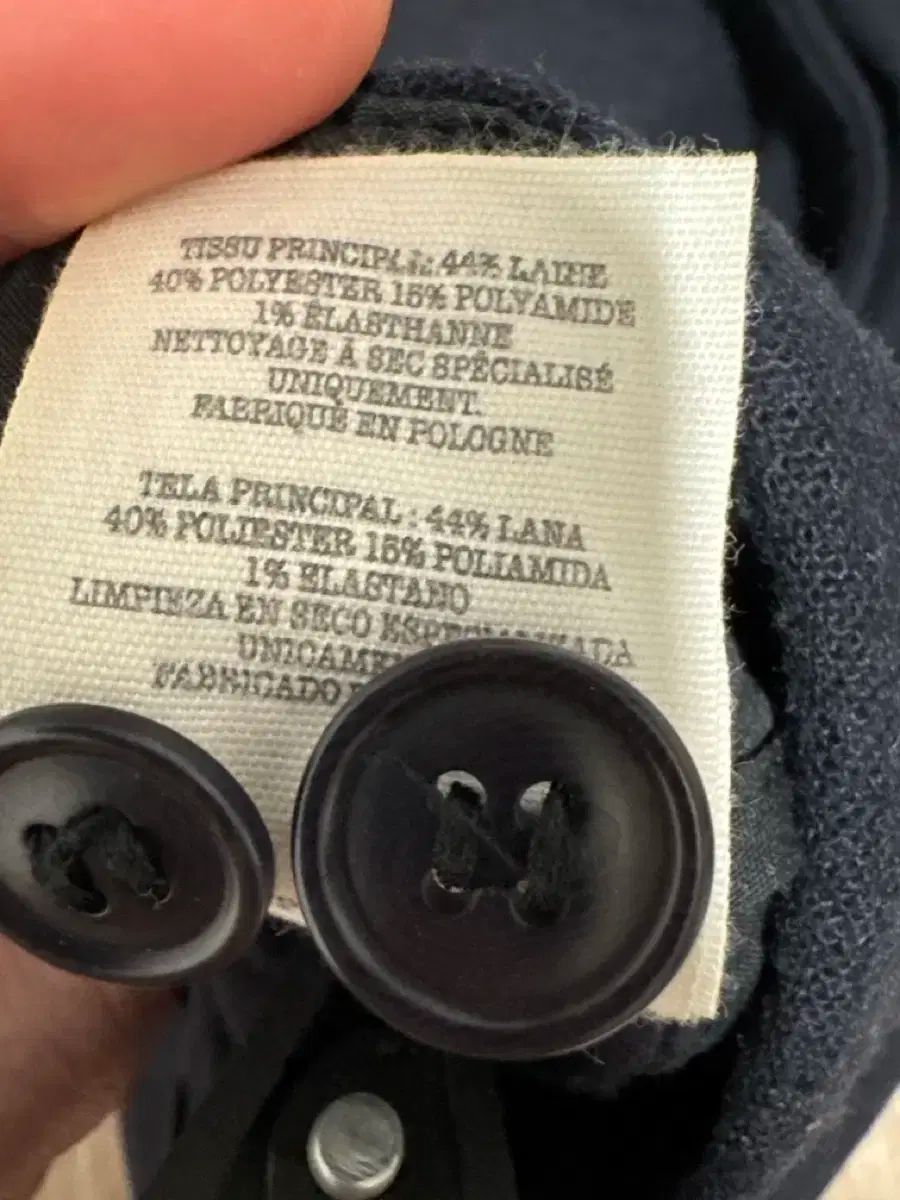 TISSU PRINCIPAL: 44% LAINE
40% POLYESTER 15% POLYAMIDE
1% ÉLASTHANNE
NETTOYAGE À SEC SPÉCIALISÉ
UNIQUEMENT.
FABRIQUÉ EN POLOGNE
TELA PRINCIPAL: 44% LANA
40% POLIESTER 15% POLIAMIDA
1% ELASTANO
LIMPIEZA EN SECO
FABRICADO